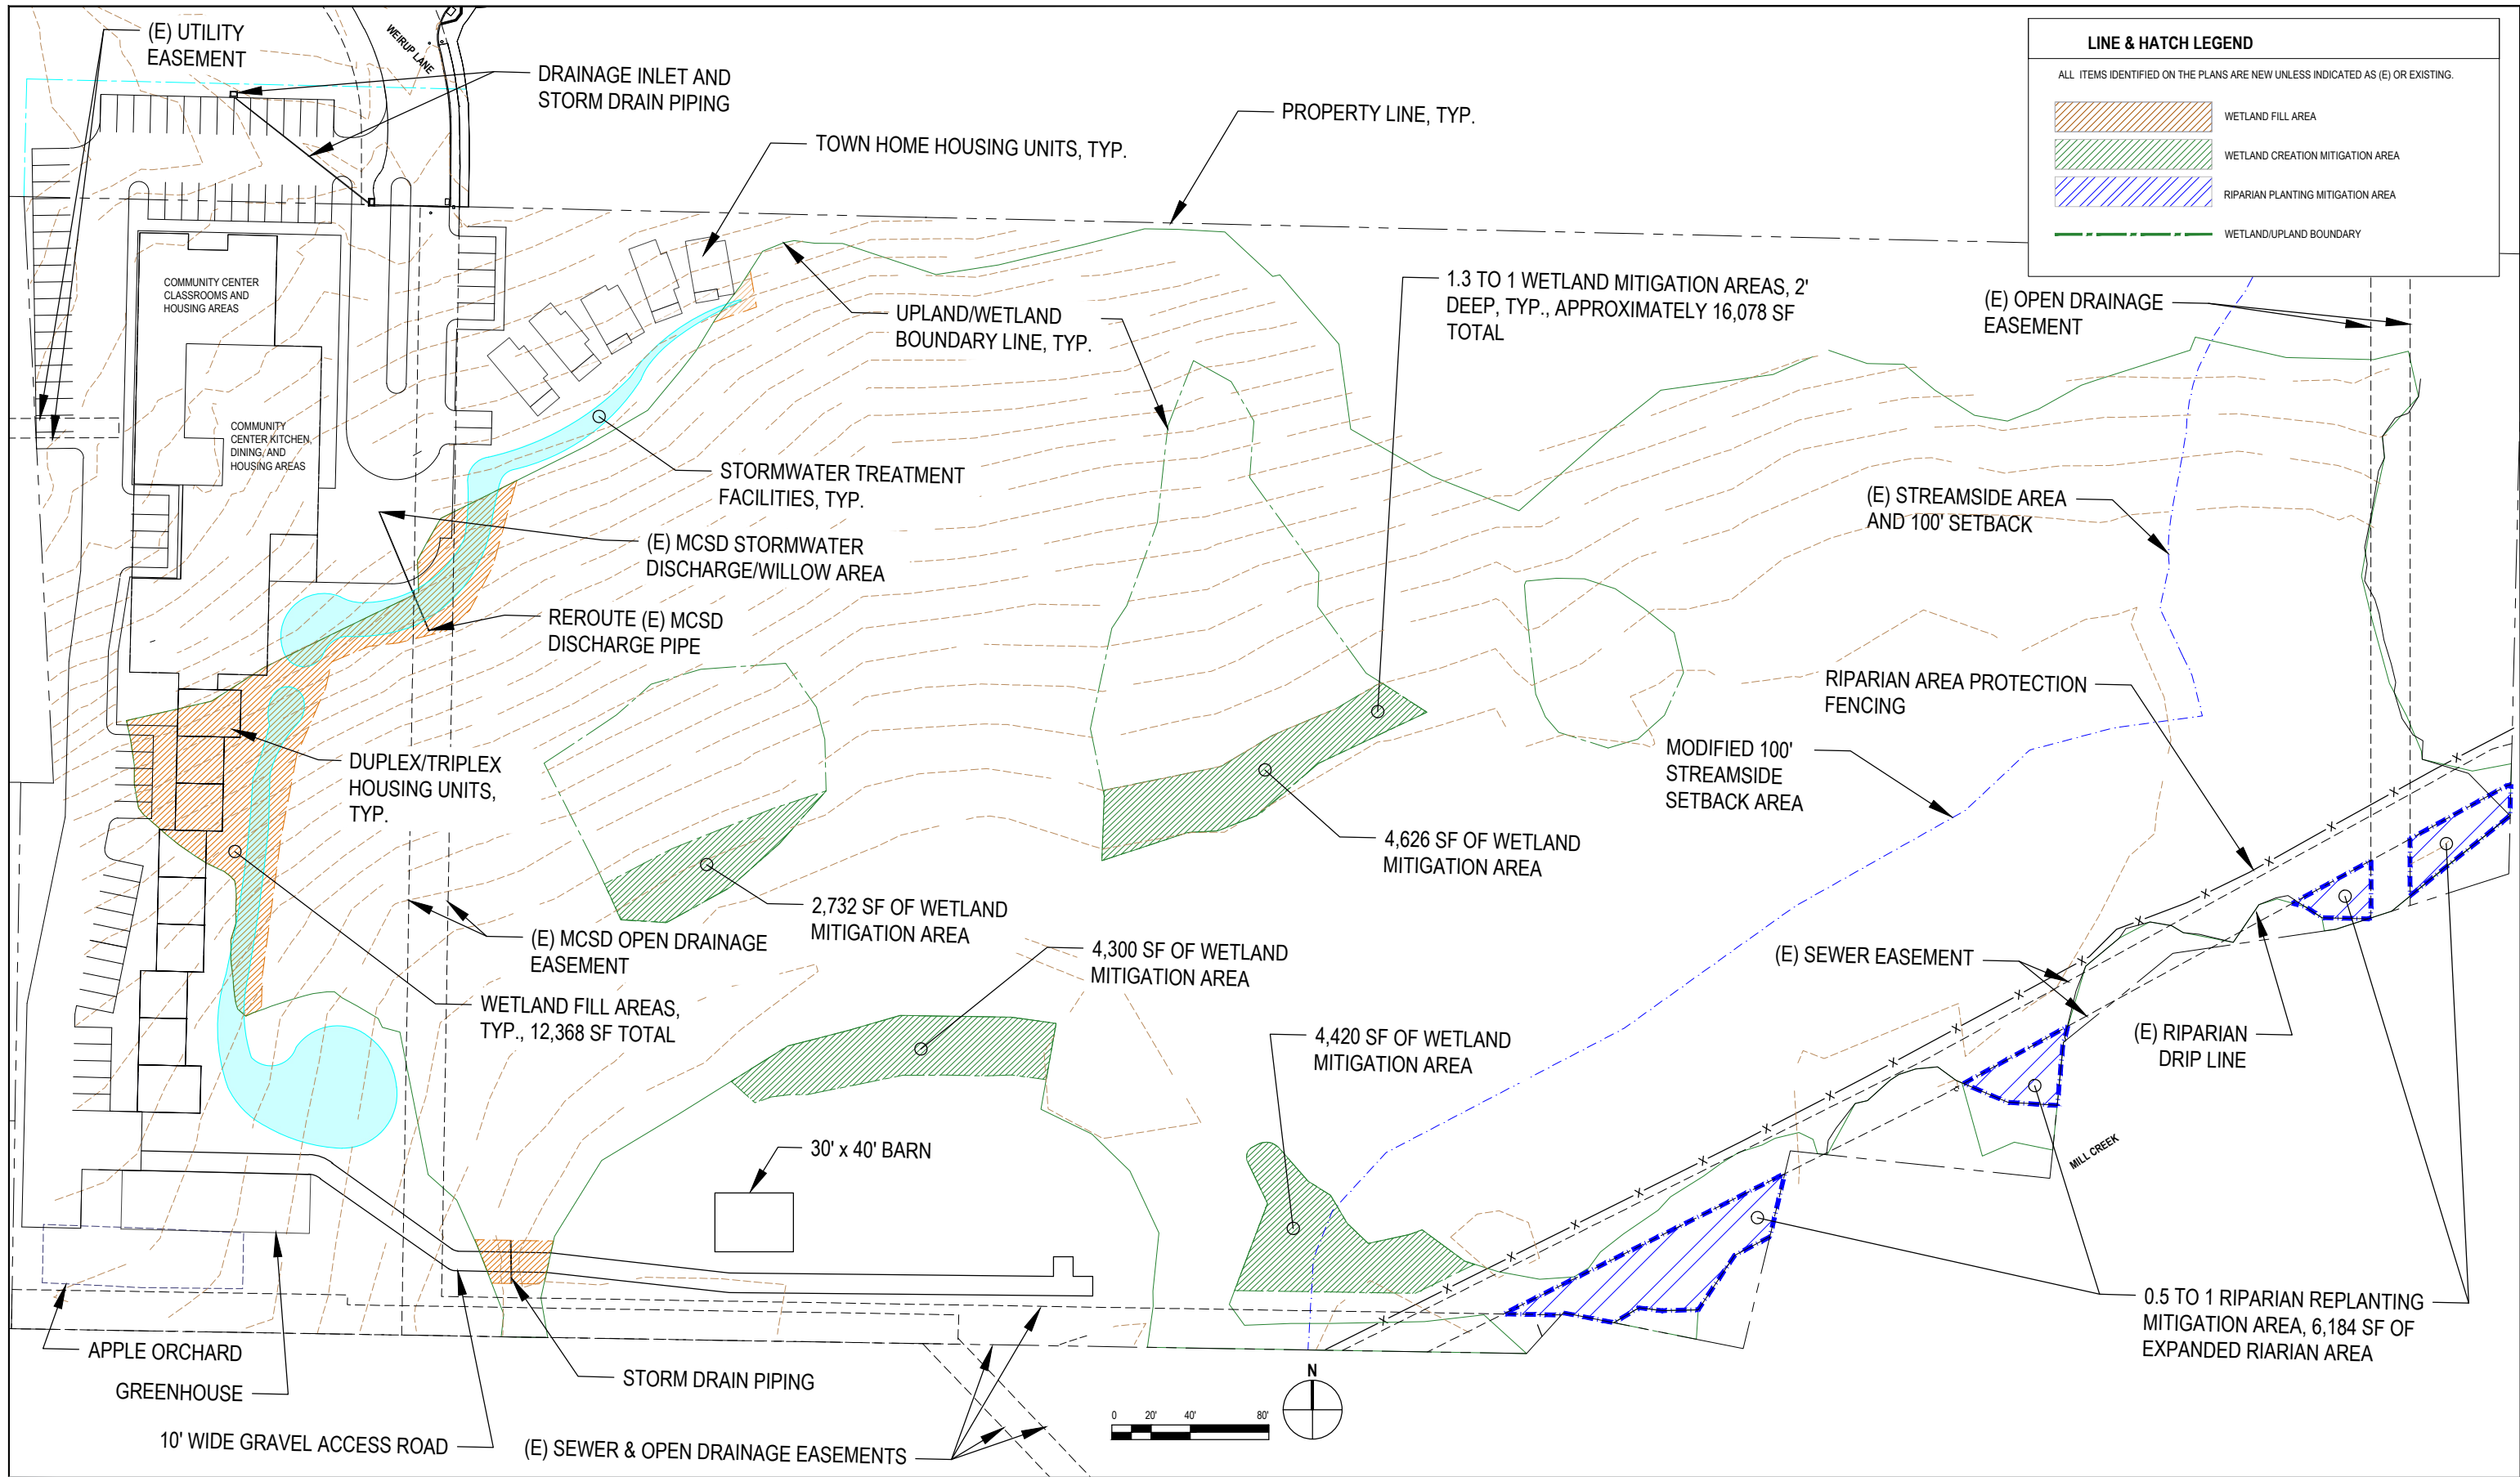 (E) UTILITY
EASEMENT
WEIRUP LANE
DRAINAGE INLET AND
STORM DRAIN PIPING
TOWN HOME HOUSING UNITS, TYP.
PROPERTY LINE, TYP.
LINE & HATCH LEGEND
ALL ITEMS IDENTIFIED ON THE PLANS ARE NEW UNLESS INDICATED AS (E) OR EXISTING.
WETLAND FILL AREA
WETLAND CREATION MITIGATION AREA
RIPARIAN PLANTING MITIGATION AREA
WETLAND/UPLAND BOUNDARY
COMMUNITY CENTER
CLASSROOMS AND
HOUSING AREAS
UPLAND/WETLAND
BOUNDARY LINE, TYP.
1.3 TO 1 WETLAND MITIGATION AREAS, 2'
DEEP, TYP., APPROXIMATELY 16,078 SF
TOTAL
(E) OPEN DRAINAGE
EASEMENT
COMMUNITY
CENTER KITCHEN,
DINING, AND
HOUSING AREAS
STORMWATER TREATMENT
FACILITIES, TYP.
(E) STREAMSIDE AREA
AND 100' SETBACK
(E) MCSD STORMWATER
DISCHARGE/WILLOW AREA
REROUTE (E) MCSD
DISCHARGE PIPE
RIPARIAN AREA PROTECTION
FENCING
DUPLEX/TRIPLEX
HOUSING UNITS,
TYP.
MODIFIED 100'
STREAMSIDE
SETBACK AREA
4,626 SF OF WETLAND
MITIGATION AREA
2,732 SF OF WETLAND
MITIGATION AREA
(E) MCSD OPEN DRAINAGE
EASEMENT
4,300 SF OF WETLAND
MITIGATION AREA
(E) SEWER EASEMENT
WETLAND FILL AREAS,
TYP., 12,368 SF TOTAL
4,420 SF OF WETLAND
MITIGATION AREA
(E) RIPARIAN
DRIP LINE
30' x 40' BARN
MILL CREEK
0.5 TO 1 RIPARIAN REPLANTING
MITIGATION AREA, 6,184 SF OF
EXPANDED RIARIAN AREA
APPLE ORCHARD
GREENHOUSE
STORM DRAIN PIPING
N
0 20' 40' 80'
10' WIDE GRAVEL ACCESS ROAD
(E) SEWER & OPEN DRAINAGE EASEMENTS